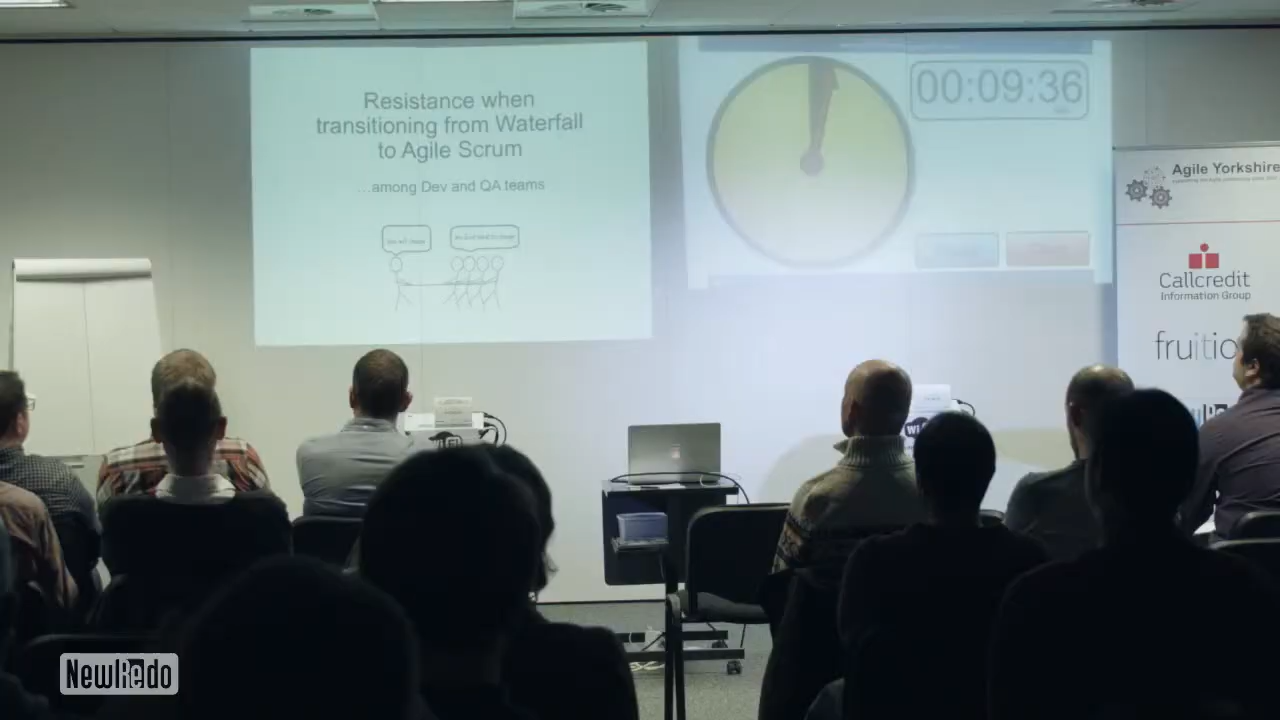 Resistance when
transitioning from Waterfall
to Agile Scrum
...among Dev and QA teams
00:09:36
Agile Yorkshire
Callcredit
Information Group
fruitio
NewRedo